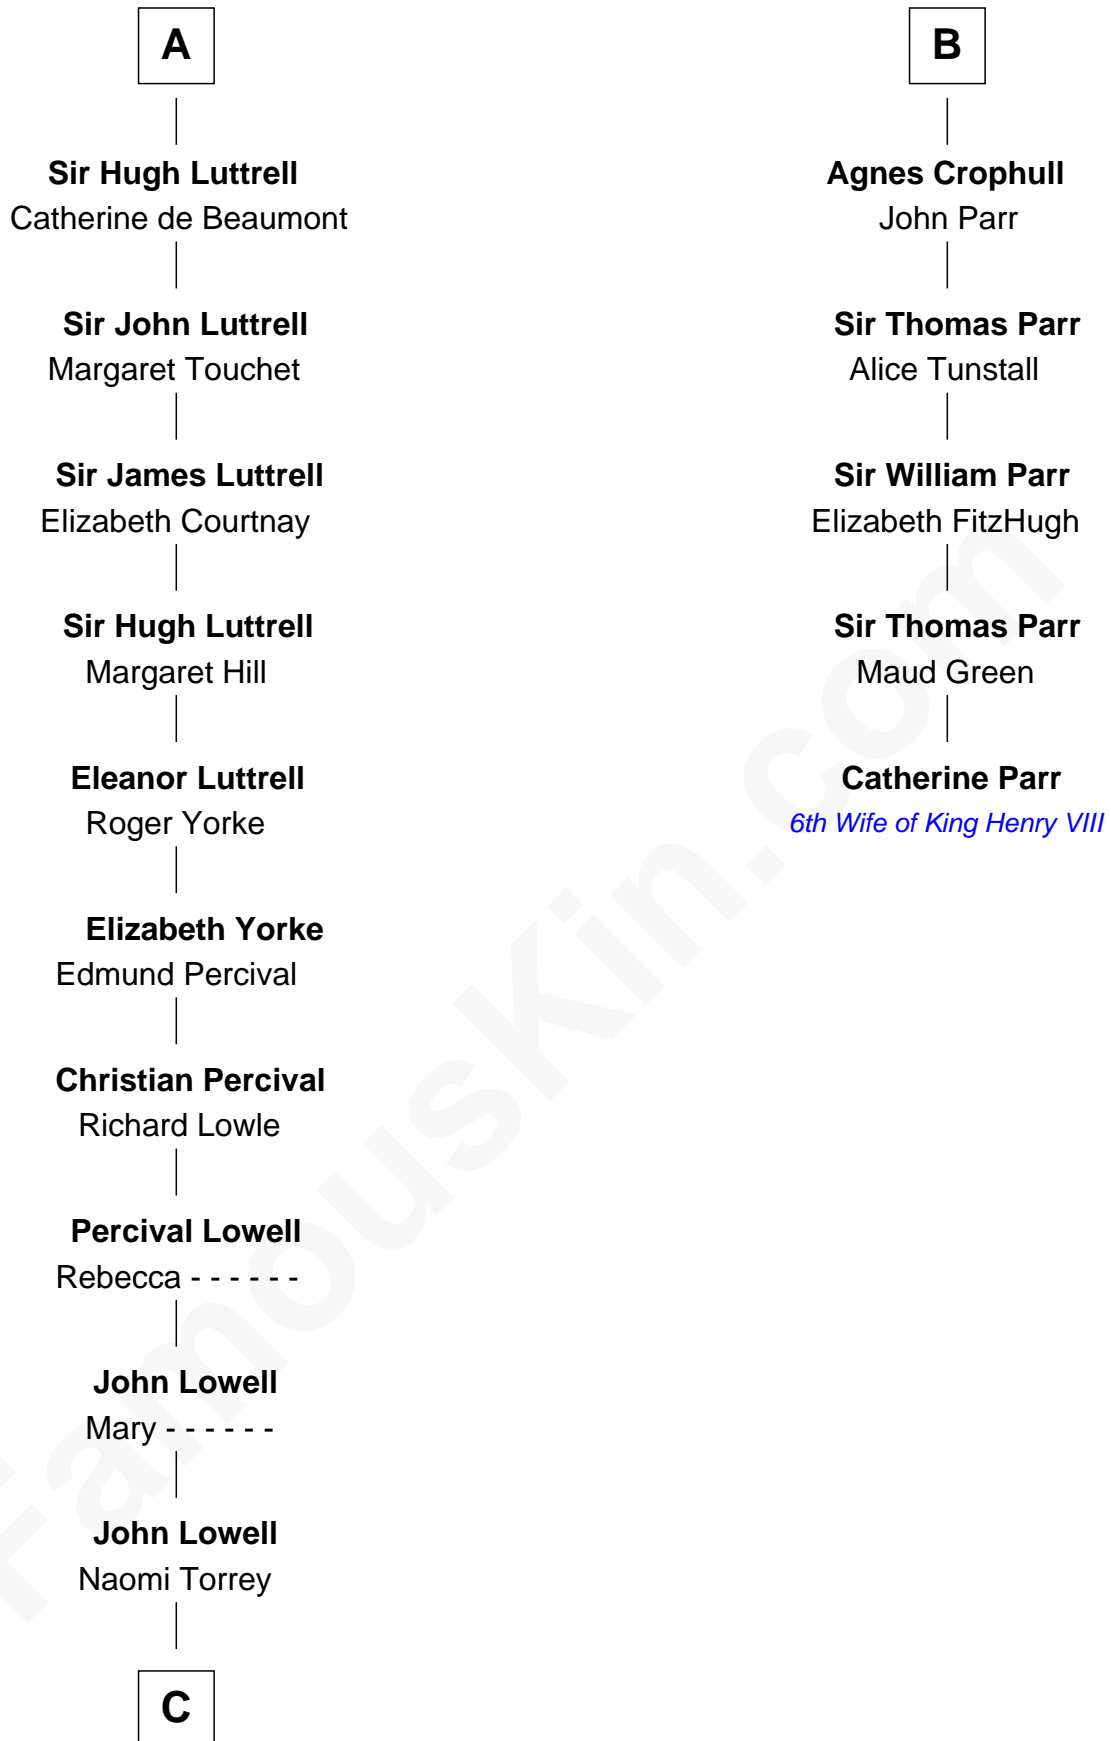 A
Sir Hugh Luttrell
Catherine de Beaumont
Sir John Luttrell
Margaret Touchet
Sir James Luttrell
Elizabeth Courtnay
Sir Hugh Luttrell
Margaret Hill
Eleanor Luttrell
Roger Yorke
Elizabeth Yorke
Edmund Percival
Christian Percival
Richard Lowle
Percival Lowell
Rebecca - - - - - -
John Lowell
Mary - - - - - -
John Lowell
Naomi Torrey
C
B
Agnes Crophull
John Parr
Sir Thomas Parr
Alice Tunstall
Sir William Parr
Elizabeth FitzHugh
Sir Thomas Parr
Maud Green
Catherine Parr
6th Wife of King Henry VIII
FamousKin.com